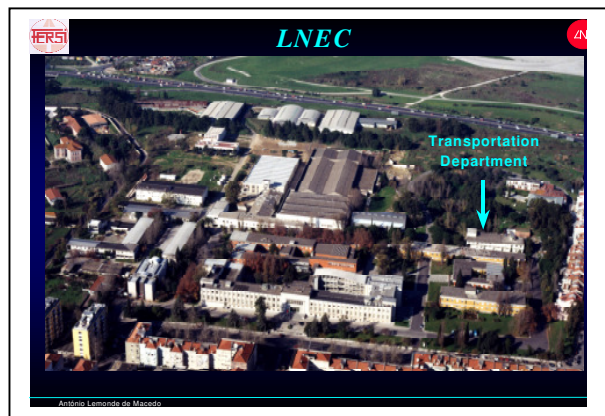 FERSI
LNEC
Transportation
Department
António Lemonde de Macedo